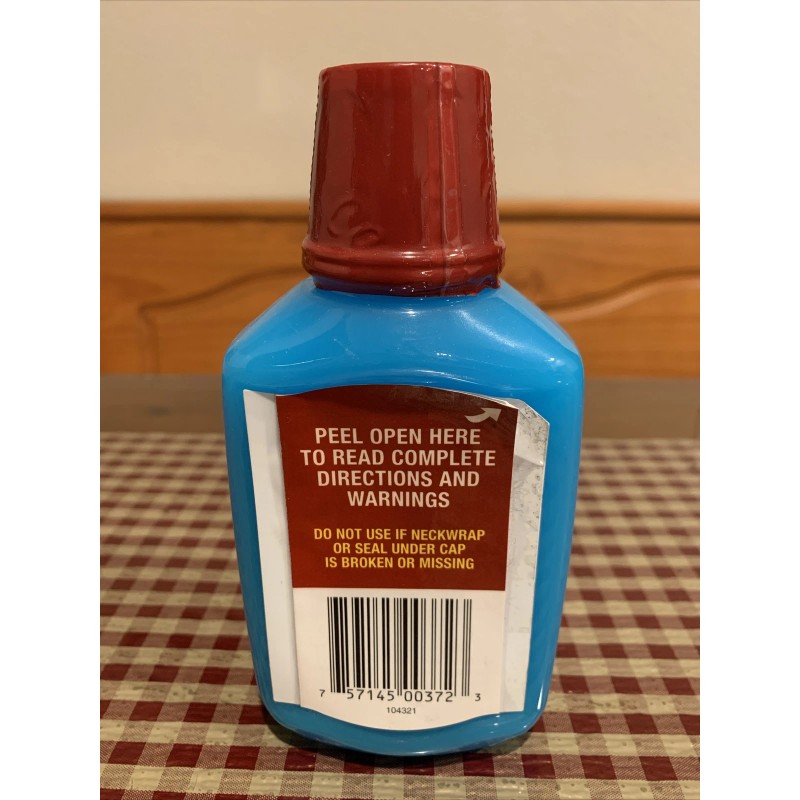 PEEL OPEN HERE
TO READ COMPLETE
DIRECTIONS AND
WARNINGS
DO NOT USE IF NECKWRAP
OR SEAL UNDER CAP
IS BROKEN OR MISSING
7 57145 00372 3
104321